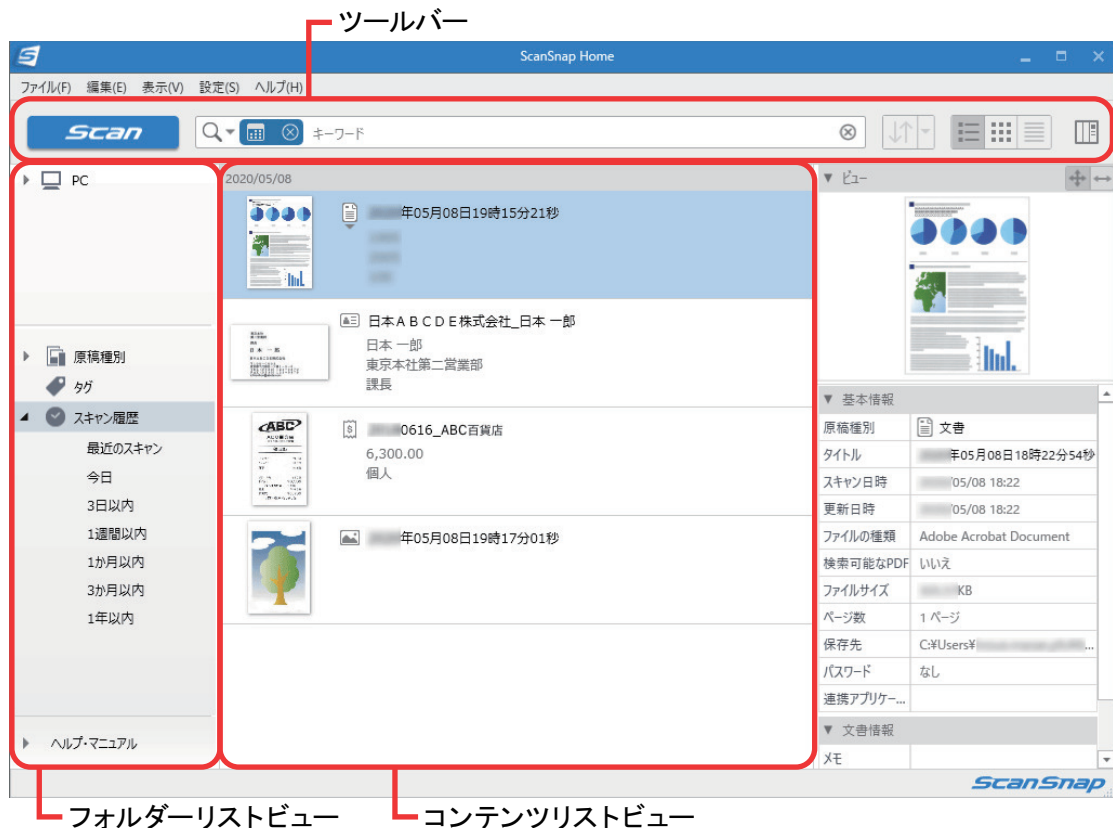 ツールバー
ScanSnap Home
ファイル(F) 編集(E) 表示(V) 設定(S) ヘルプ(H)
Scan
キーワード
PC
原稿種別
タグ
スキャン履歴
最近のスキャン
今日
3日以内
1週間以内
1か月以内
3か月以内
1年以内
ヘルプ・マニュアル
2020/05/08
年05月08日19時15分21秒
日本ABCDE株式会社_日本 一郎
日本 一郎
東京本社第二営業部
課長
ABC
0616_ABC百貨店
6,300.00
個人
年05月08日19時17分01秒
ビュー
基本情報
原稿種別 文書
タイトル 年05月08日18時22分54秒
スキャン日時 /05/08 18:22
更新日時 /05/08 18:22
ファイルの種類 Adobe Acrobat Document
検索可能なPDF いいえ
ファイルサイズ KB
ページ数 1 ページ
保存先 C:¥Users¥ ...
パスワード なし
連携アプリケー...
文書情報
メモ
ScanSnap
フォルダーリストビュー
コンテンツリストビュー